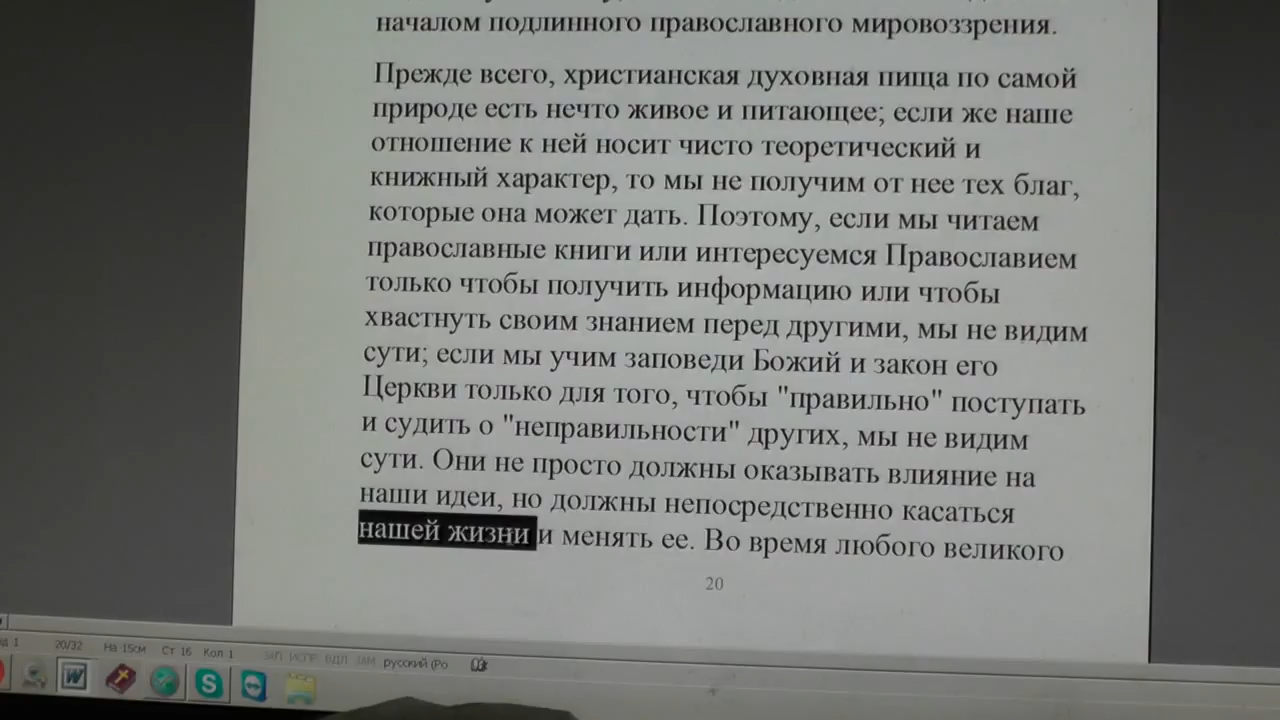 началом подлинного православного мировоззрения.
Прежде всего, христианская духовная пища по самой
природе есть нечто живое и питающее; если же наше
отношение к ней носит чисто теоретический и
книжный характер, то мы не получим от нее тех благ,
которые она может дать. Поэтому, если мы читаем
православные книги или интересуемся Православием
только чтобы получить информацию или чтобы
хвастнуть своим знанием перед другими, мы не видим
сути; если мы учим заповеди Божий и закон его
Церкви только для того, чтобы "правильно" поступать
и судить о "неправильности" других, мы не видим
сути. Они не просто должны оказывать влияние на
наши идеи, но должны непосредственно касаться
нашей жизни и менять ее. Во время любого великого
20
1 20/32 На 15см Ст 16 Кол 1 ЗАП ИСПР ВДЛ ЗАМ русский (Ро
W S